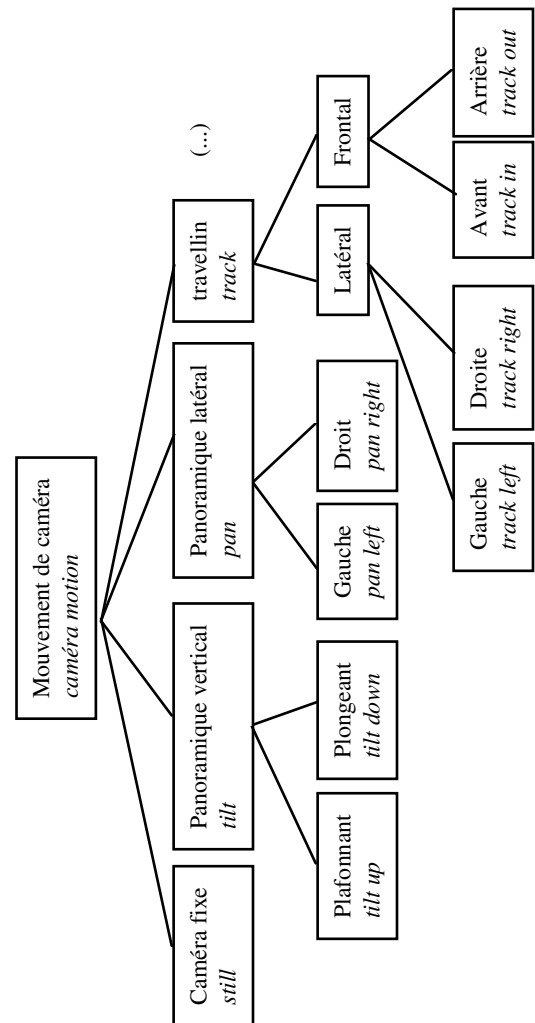 Mouvement de caméra
caméra motion
Caméra fixe
still
Panoramique vertical
tilt
Panoramique latéral
pan
travellin
track
(...)
Plafonnant
tilt up
Plongeant
tilt down
Gauche
pan left
Droit
pan right
Latéral
Frontal
Gauche
track left
Droite
track right
Avant
track in
Arrière
track out